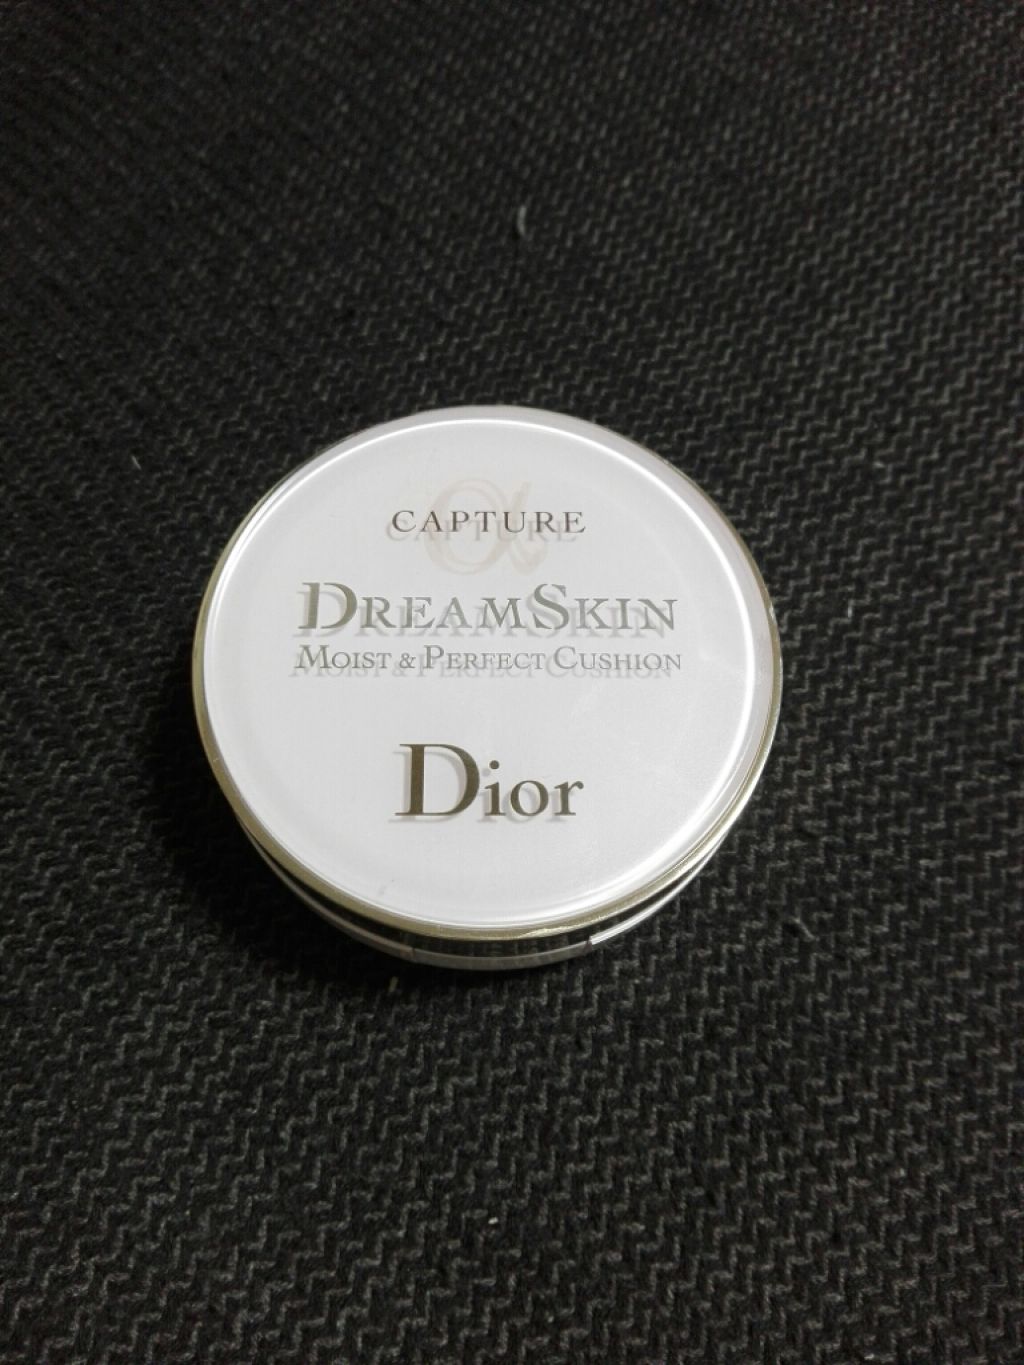 CAPTURE
DREAMSKIN
MOIST & PERFECT CUSHION
Dior